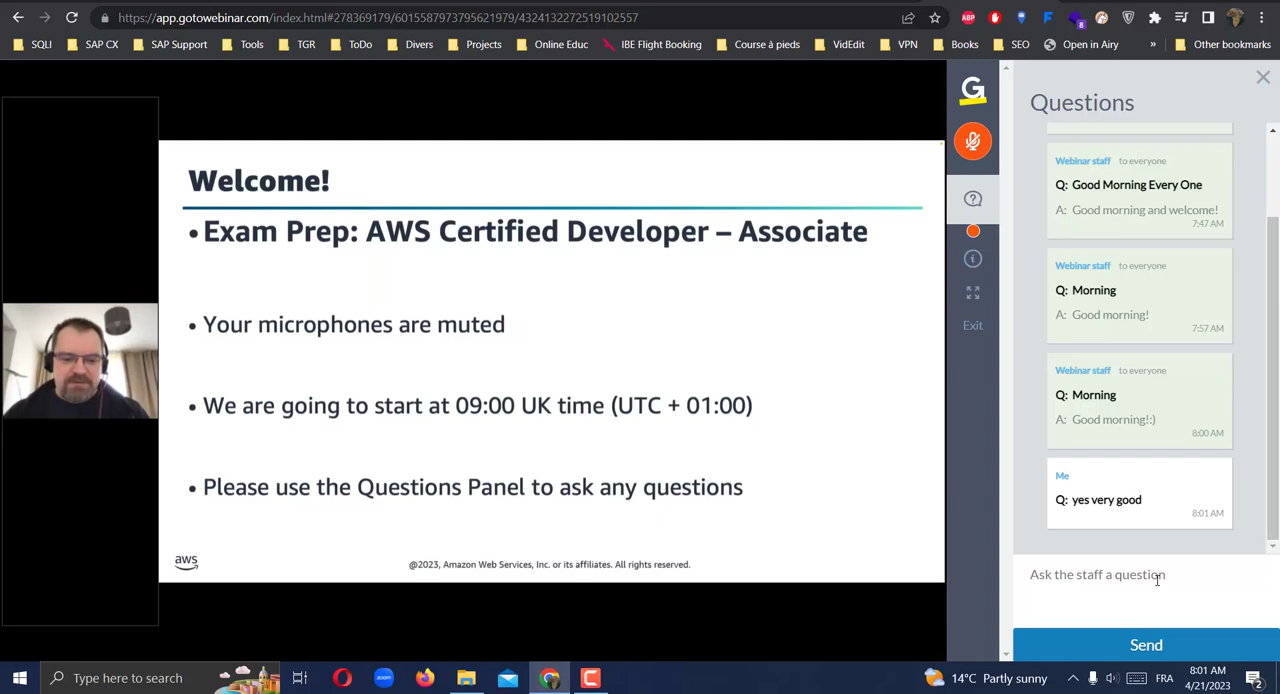 https://app.gotowebinar.com/index.html#278369179/6015587973795621979/4324132272519102557
ABP
8
SQLI
SAP CX
SAP Support
Tools
TGR
ToDo
Divers
Projects
Online Educ
IBE Flight Booking
Course à pieds
VidEdit
VPN
Books
SEO
Open in Airy
»
Other bookmarks
Welcome!
• Exam Prep: AWS Certified Developer – Associate
• Your microphones are muted
• We are going to start at 09:00 UK time (UTC + 01:00)
• Please use the Questions Panel to ask any questions
aws
@2023, Amazon Web Services, Inc. or its affiliates. All rights reserved.
G
Exit
Questions
Webinar staff to everyone
Q: Good Morning Every One
A: Good morning and welcome!
7:47 AM
Webinar staff to everyone
Q: Morning
A: Good morning!
7:57 AM
Webinar staff to everyone
Q: Morning
A: Good morning!:)
8:00 AM
Me
Q: yes very good
8:01 AM
Ask the staff a question
Send
Type here to search
zoom
14°C Partly sunny
FRA
8:01 AM
4/21/2023
2